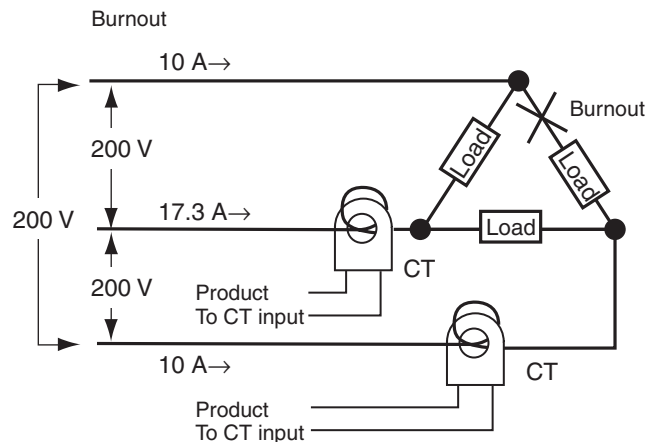 Burnout
10 A→
Burnout
200 V
Load
Load
200 V
17.3 A→
Load
CT
200 V
Product
To CT input
10 A→
CT
Product
To CT input